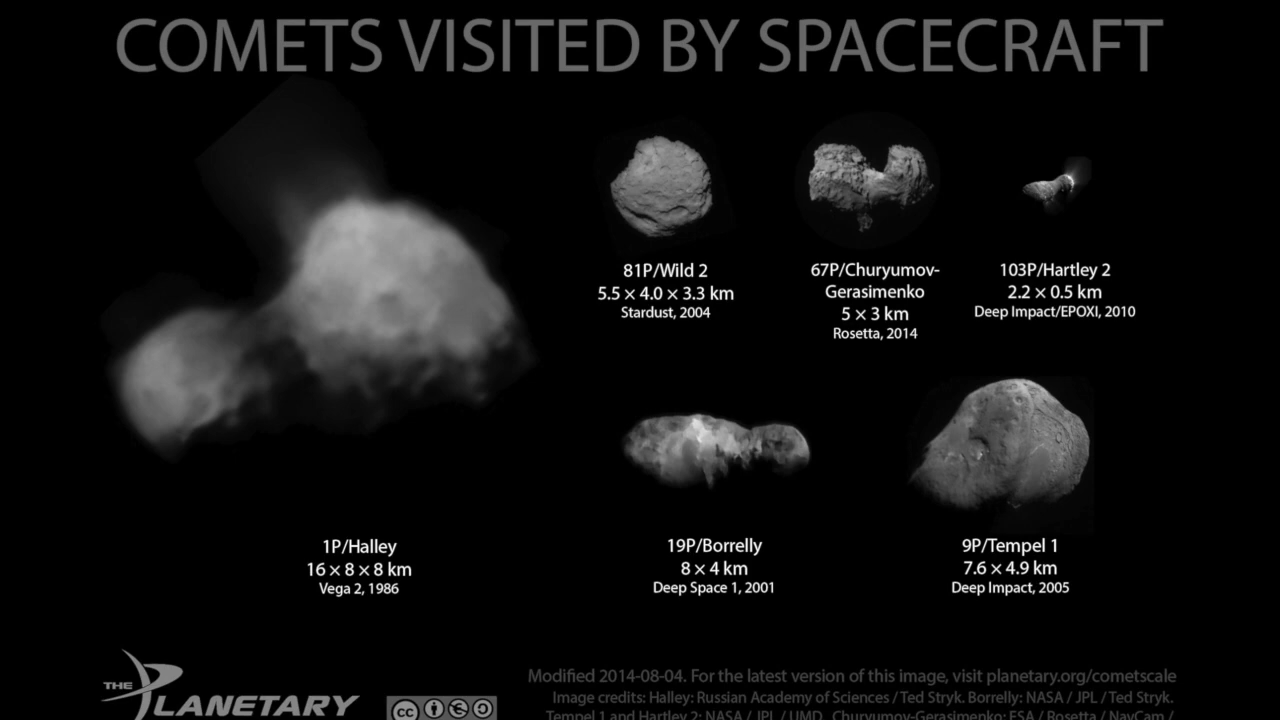 COMETS VISITED BY SPACECRAFT
81P/Wild 2
5.5 × 4.0 × 3.3 km
Stardust, 2004
67P/Churyumov-
Gerasimenko
5 × 3 km
Rosetta, 2014
103P/Hartley 2
2.2 × 0.5 km
Deep Impact/EPOXI, 2010
1P/Halley
16 × 8 × 8 km
Vega 2, 1986
19P/Borrelly
8 × 4 km
Deep Space 1, 2001
9P/Tempel 1
7.6 × 4.9 km
Deep Impact, 2005
THE
PLANETARY
cc
Modified 2014-08-04. For the latest version of this image, visit planetary.org/cometscale
Image credits: Halley: Russian Academy of Sciences / Ted Stryk. Borrelly: NASA / JPL / Ted Stryk.
Tempel 1 and Hartley 2: NASA / JPL / UMD. Churyumov-Gerasimenko: ESA / Rosetta / NavCam /